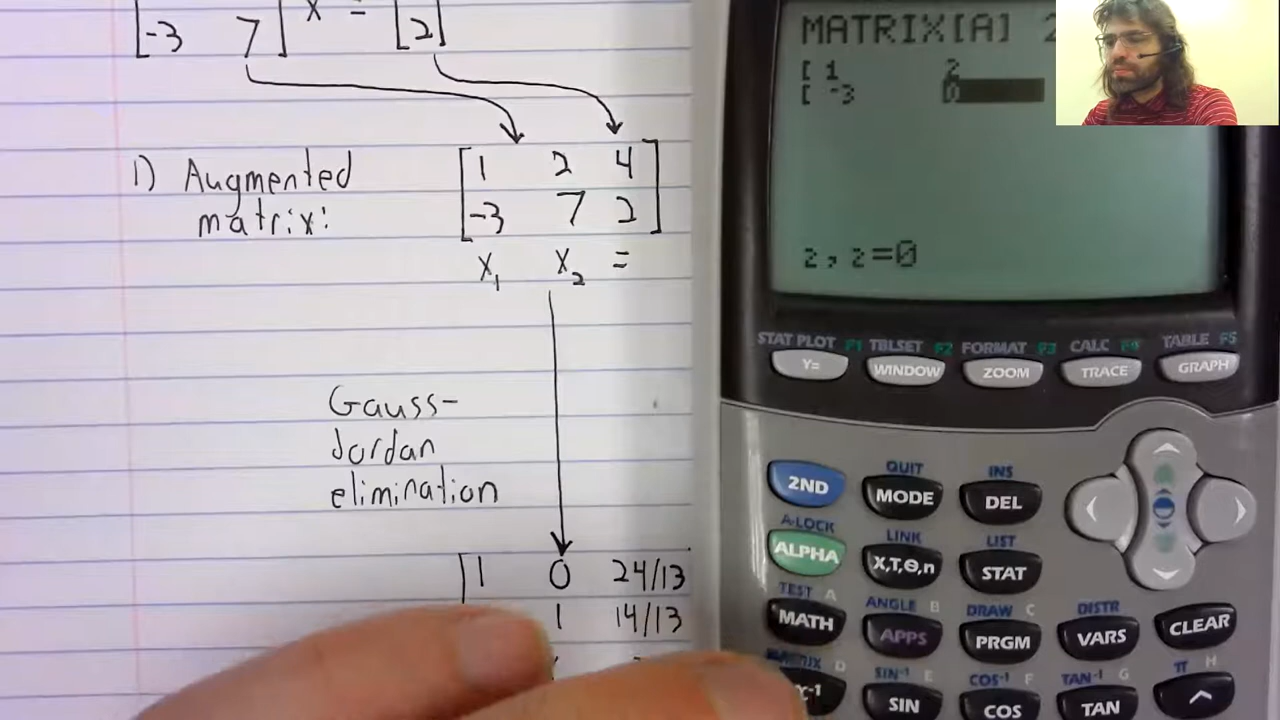 [-3 7] x = [2]
1) Augmented
matrix:
[1 2 4]
[-3 7 2]
x₁ x₂ =
Gauss-
Jordan
elimination
[1 0 24/13
1 14/13
MATRIX[A] 2
[ 1 2
[ -3 0
2,2=0
STAT PLOT F1 TBLSET F2 FORMAT F3 CALC F4 TABLE F5
Y= WINDOW ZOOM TRACE GRAPH
QUIT INS
2ND MODE DEL
A-LOCK LINK LIST
ALPHA X,T,Θ,n STAT
TEST A ANGLE B DRAW C DISTR
MATH APPS PRGM VARS CLEAR
MATRIX D SIN⁻¹ E COS⁻¹ F TAN⁻¹ G π H
x⁻¹ SIN COS TAN ^